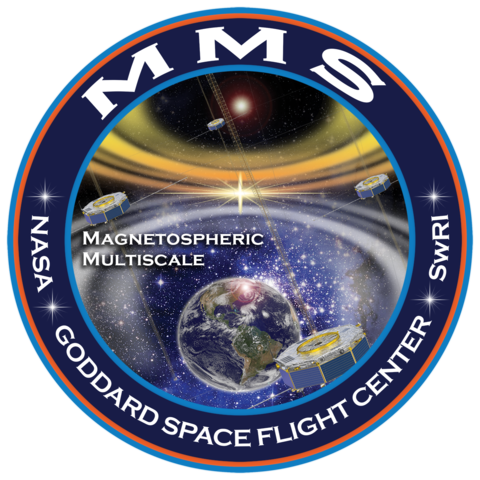 MMS
MAGNETOSPHERIC
MULTISCALE
NASA
GODDARD SPACE FLIGHT CENTER
SwRI